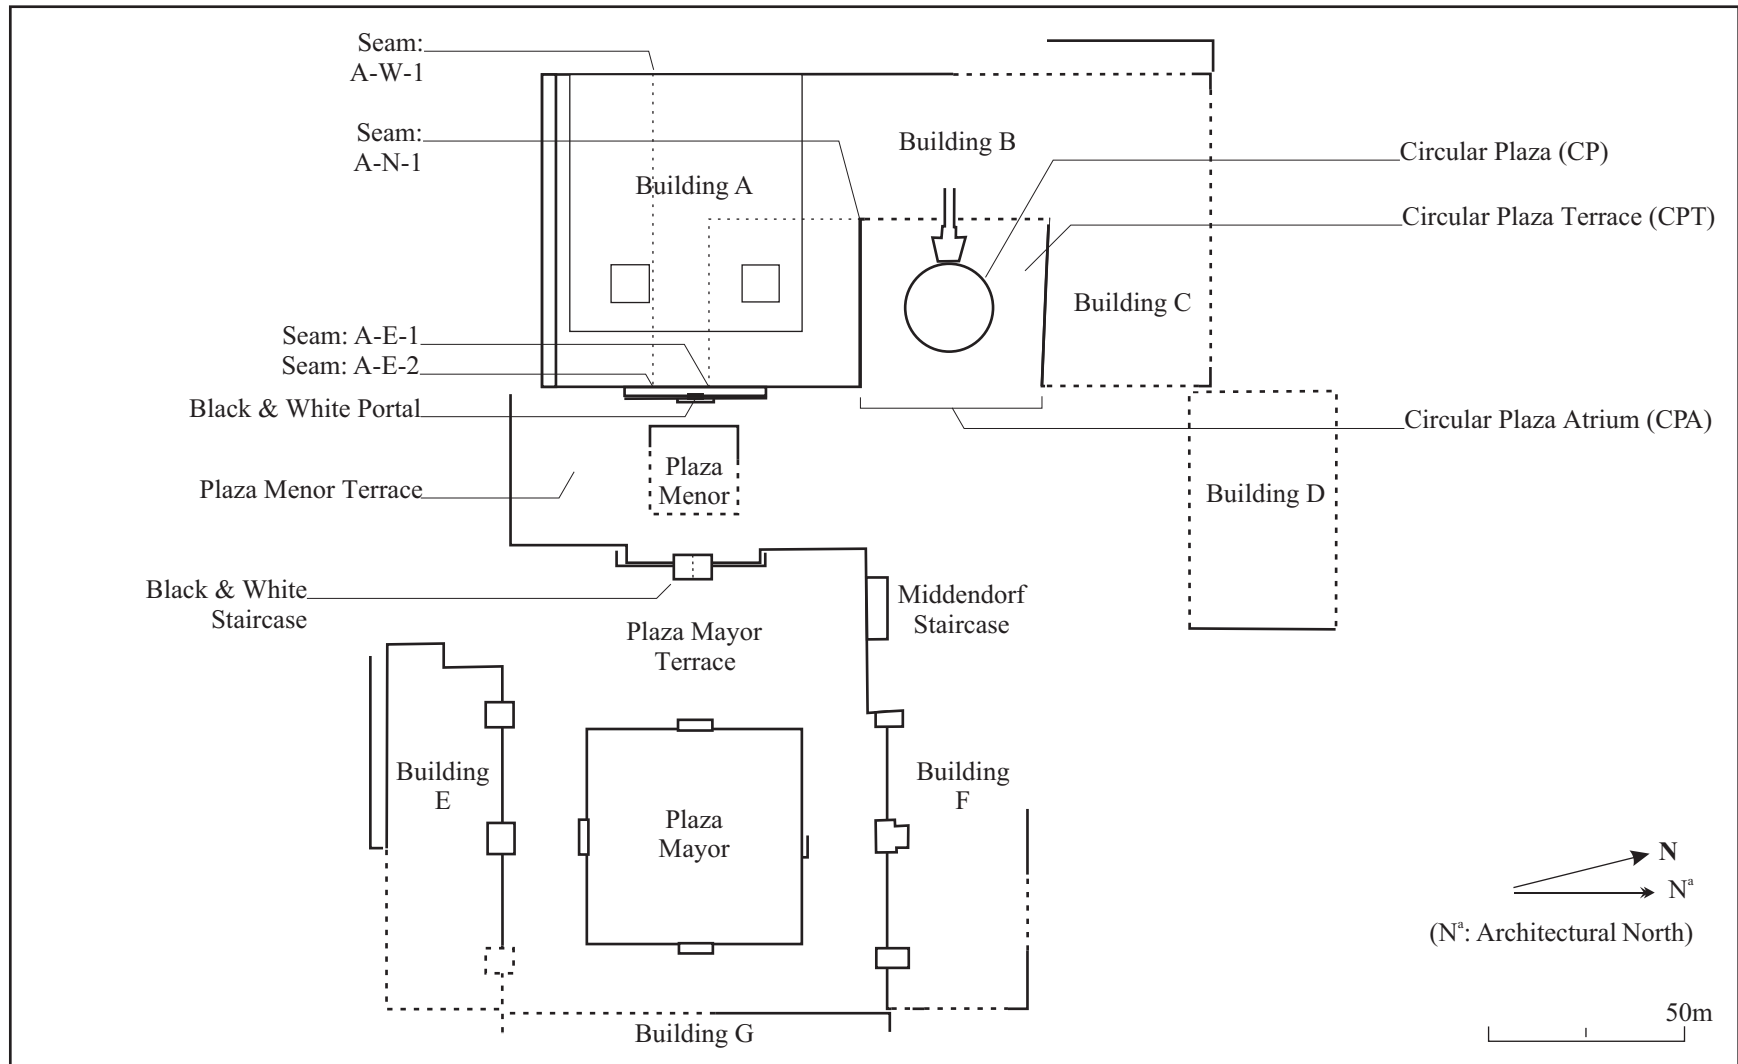 Seam:
A-W-1
Seam:
A-N-1
Building B
Circular Plaza (CP)
Building A
Circular Plaza Terrace (CPT)
Building C
Seam: A-E-1
Seam: A-E-2
Black & White Portal
Circular Plaza Atrium (CPA)
Plaza
Menor
Plaza Menor Terrace
Building D
Black & White
Staircase
Middendorf
Staircase
Plaza Mayor
Terrace
Building
E
Building
F
Plaza
Mayor
N
Nᵃ
(Nᵃ: Architectural North)
50m
Building G